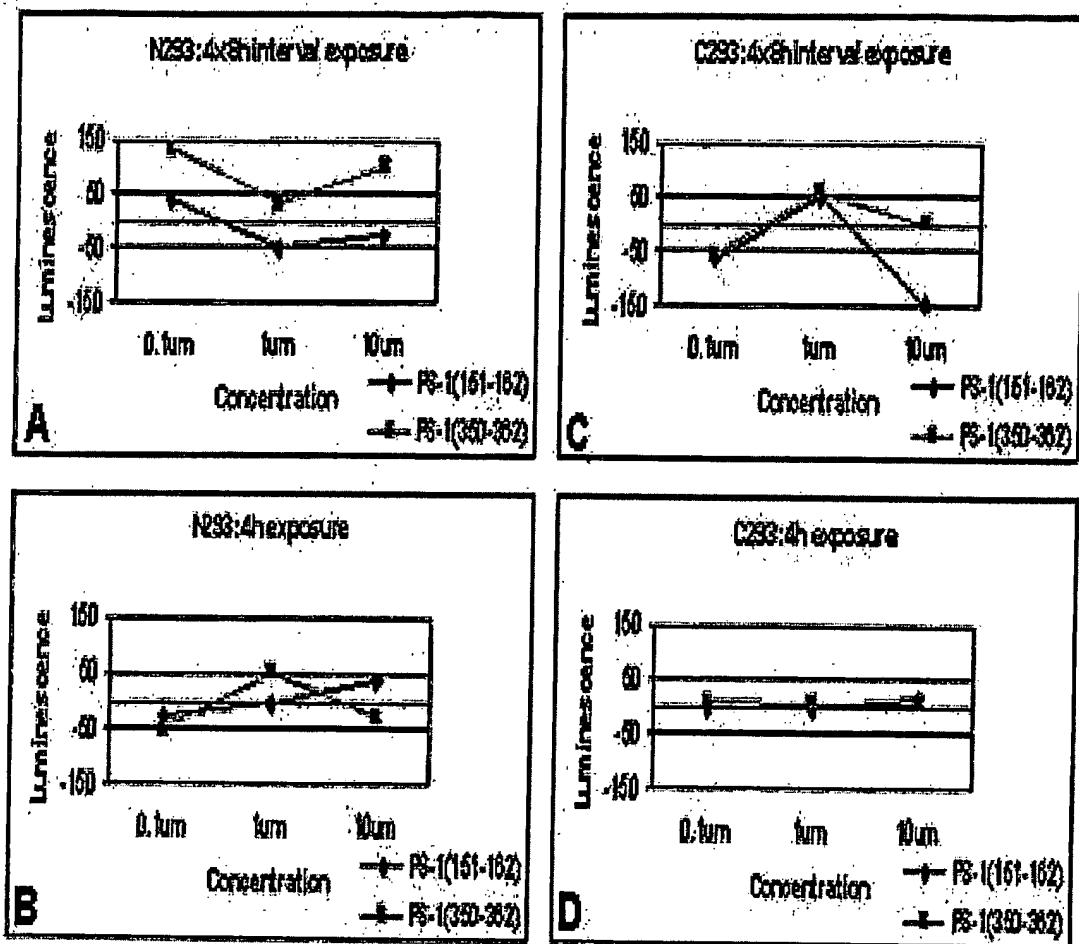 N293:4x8h interval exposure
Luminescence
150
50
-50
-150
0.1um 1um 10um
Concentration
PS-1(151-162)
PS-1(350-362)
A
C293:4x8h interval exposure
Luminescence
150
50
-50
-150
0.1um 1um 10um
Concentration
PS-1(151-162)
PS-1(350-362)
C
N293:4h exposure
Luminescence
150
50
-50
-150
0.1um 1um 10um
Concentration
PS-1(151-162)
PS-1(350-362)
B
C293:4h exposure
Luminescence
150
50
-50
-150
0.1um 1um 10um
Concentration
PS-1(151-162)
PS-1(350-362)
D